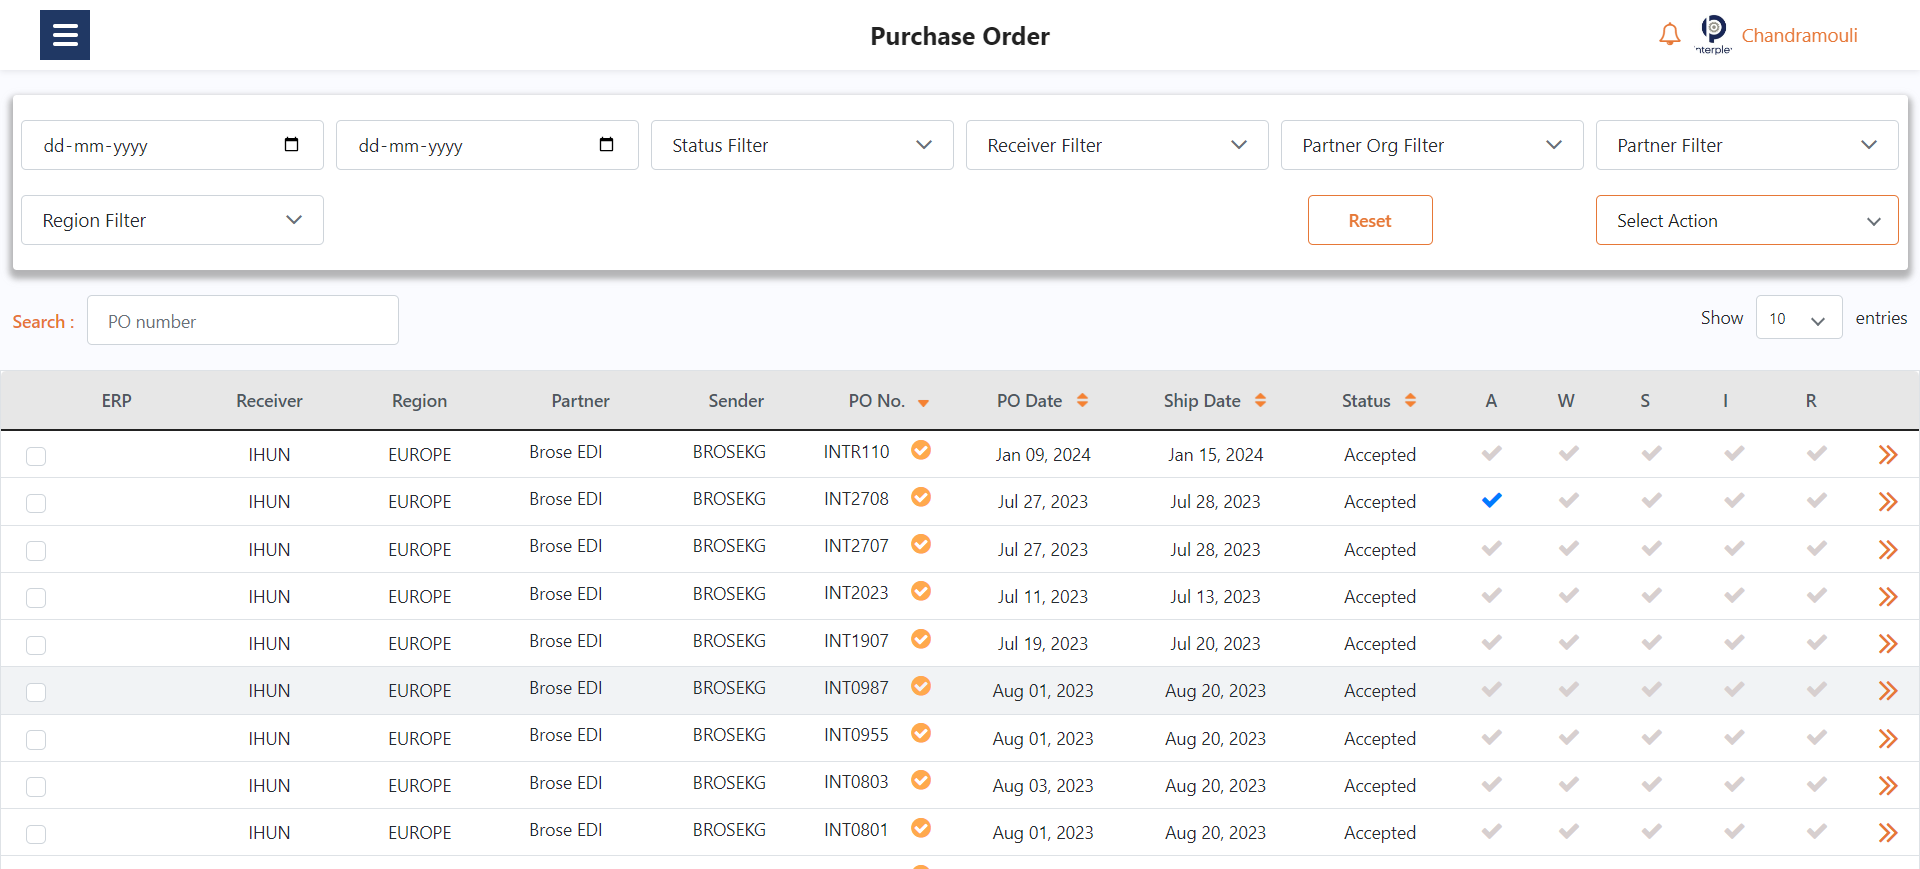 Purchase Order
nterple
Chandramouli
dd-mm-yyyy dd-mm-yyyy Status Filter Receiver Filter Partner Org Filter Partner Filter
Region Filter Reset Select Action
Search : PO number Show 10 entries
ERP Receiver Region Partner Sender PO No. PO Date Ship Date Status A W S I R
IHUN EUROPE Brose EDI BROSEKG INTR110 Jan 09, 2024 Jan 15, 2024 Accepted
IHUN EUROPE Brose EDI BROSEKG INT2708 Jul 27, 2023 Jul 28, 2023 Accepted
IHUN EUROPE Brose EDI BROSEKG INT2707 Jul 27, 2023 Jul 28, 2023 Accepted
IHUN EUROPE Brose EDI BROSEKG INT2023 Jul 11, 2023 Jul 13, 2023 Accepted
IHUN EUROPE Brose EDI BROSEKG INT1907 Jul 19, 2023 Jul 20, 2023 Accepted
IHUN EUROPE Brose EDI BROSEKG INT0987 Aug 01, 2023 Aug 20, 2023 Accepted
IHUN EUROPE Brose EDI BROSEKG INT0955 Aug 01, 2023 Aug 20, 2023 Accepted
IHUN EUROPE Brose EDI BROSEKG INT0803 Aug 03, 2023 Aug 20, 2023 Accepted
IHUN EUROPE Brose EDI BROSEKG INT0801 Aug 01, 2023 Aug 20, 2023 Accepted